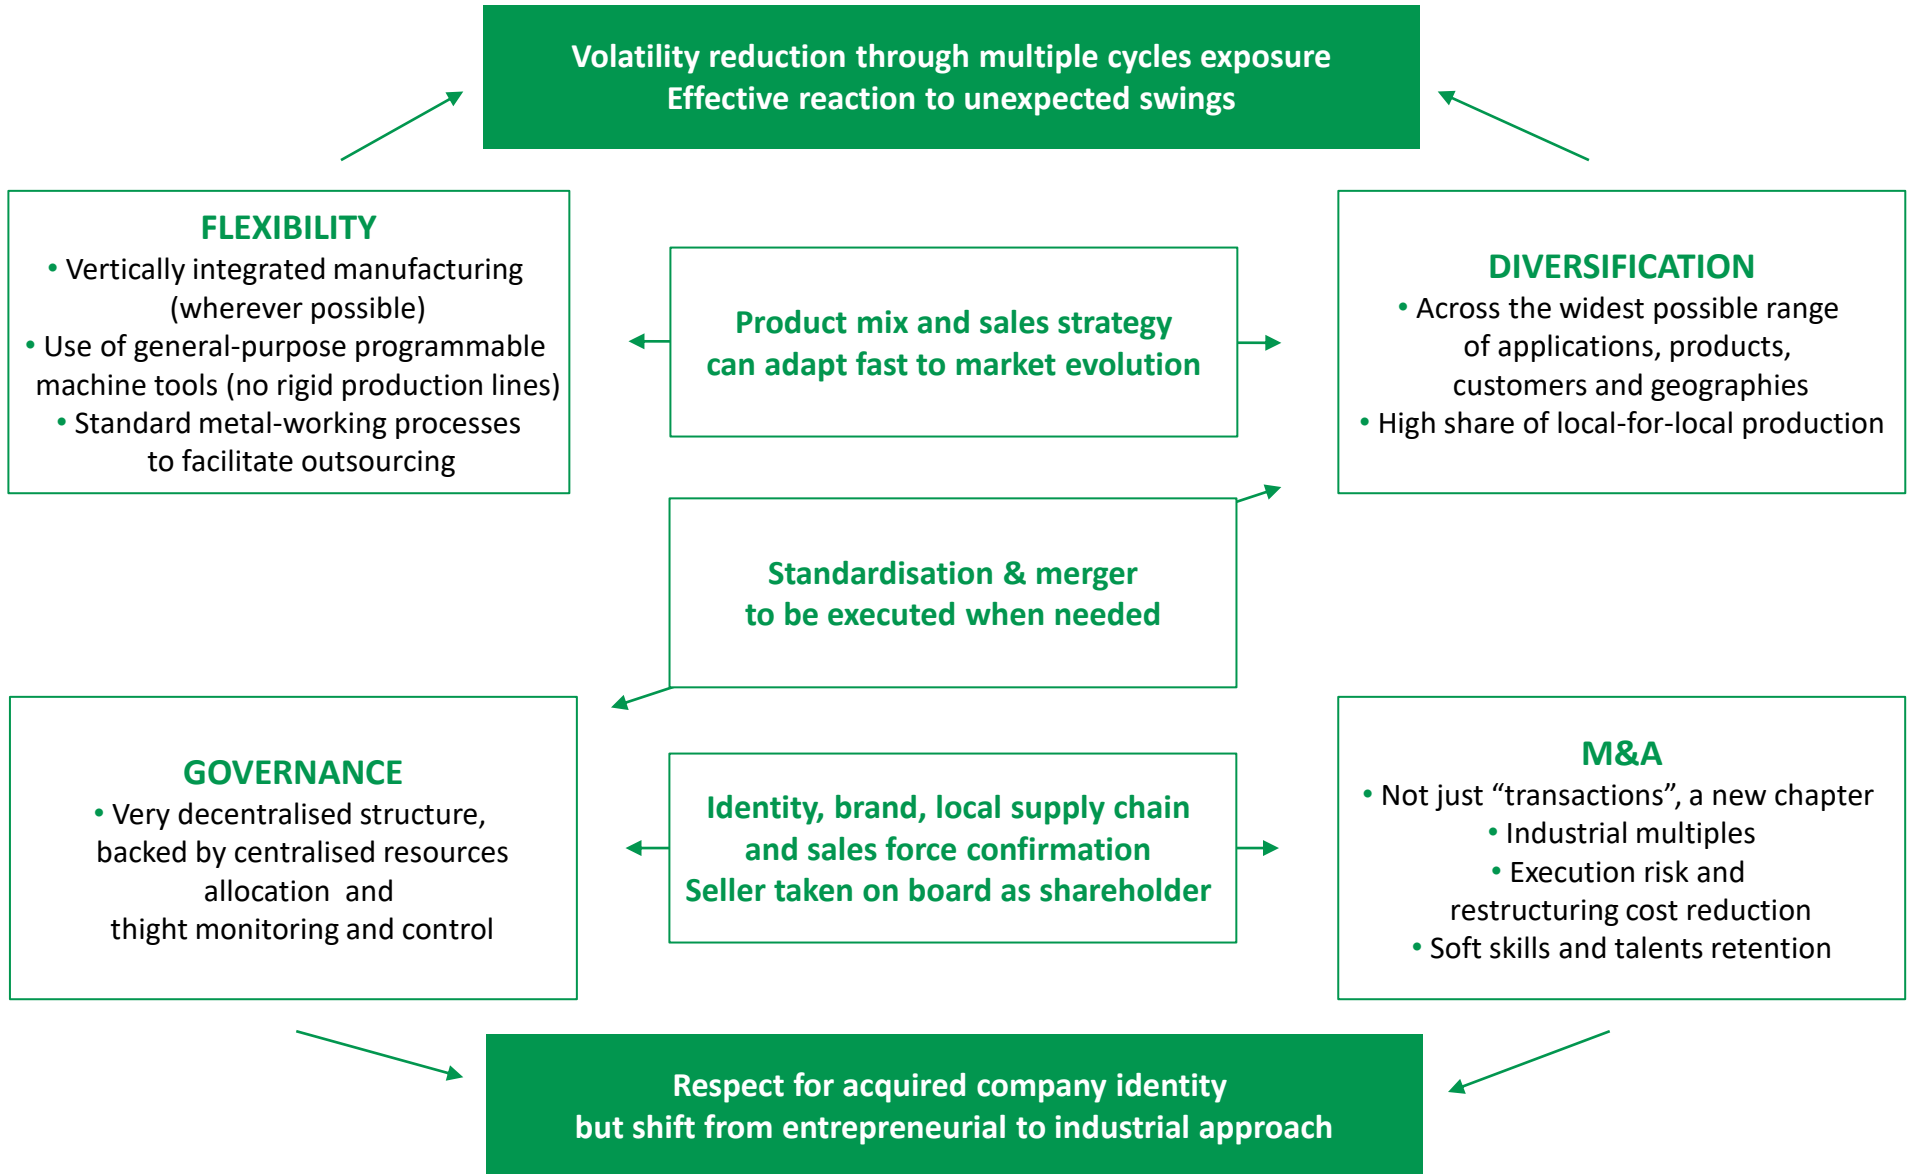 Volatility reduction through multiple cycles exposure
Effective reaction to unexpected swings
FLEXIBILITY
• Vertically integrated manufacturing
(wherever possible)
• Use of general-purpose programmable
machine tools (no rigid production lines)
• Standard metal-working processes
to facilitate outsourcing
Product mix and sales strategy
can adapt fast to market evolution
DIVERSIFICATION
• Across the widest possible range
of applications, products,
customers and geographies
• High share of local-for-local production
Standardisation & merger
to be executed when needed
GOVERNANCE
• Very decentralised structure,
backed by centralised resources
allocation and
thight monitoring and control
Identity, brand, local supply chain
and sales force confirmation
Seller taken on board as shareholder
M&A
• Not just “transactions”, a new chapter
• Industrial multiples
• Execution risk and
restructuring cost reduction
• Soft skills and talents retention
Respect for acquired company identity
but shift from entrepreneurial to industrial approach